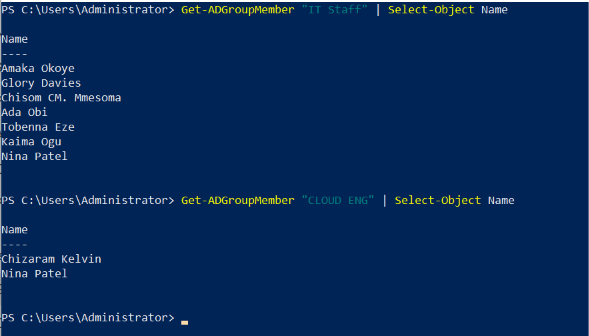 PS C:\Users\Administrator> Get-ADGroupMember "IT Staff" | Select-Object Name
Name
----
Amaka Okoye
Glory Davies
Chisom CM. Mmesoma
Ada Obi
Tobenna Eze
Kaima Ogu
Nina Patel
PS C:\Users\Administrator> Get-ADGroupMember "CLOUD ENG" | Select-Object Name
Name
----
Chizaram Kelvin
Nina Patel
PS C:\Users\Administrator>